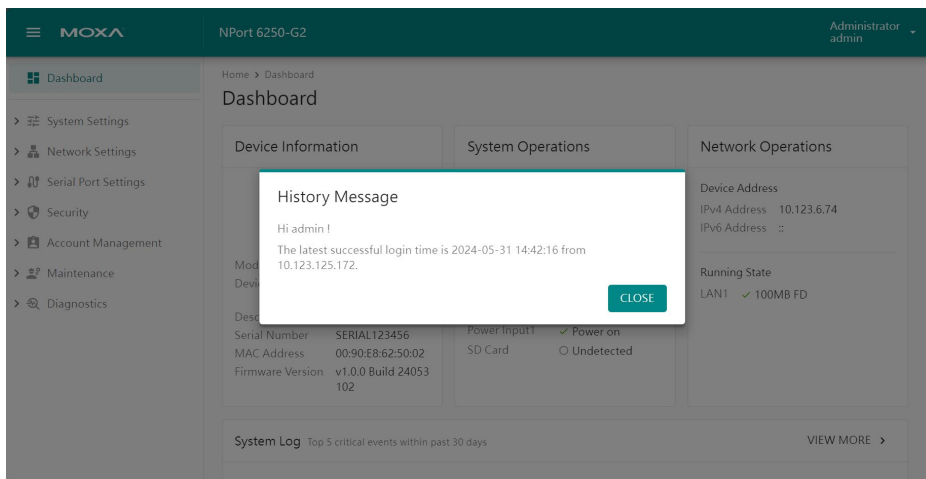 MOXA
NPort 6250-G2
Administrator
admin
Dashboard
System Settings
Network Settings
Serial Port Settings
Security
Account Management
Maintenance
Diagnostics
Home > Dashboard
Dashboard
Device Information
Mod
Devi
Desc
Serial Number SERIAL123456
MAC Address 00:90:E8:62:50:02
Firmware Version v1.0.0 Build 24053
102
System Operations
Power Input1 Power on
SD Card Undetected
Network Operations
Device Address
IPv4 Address 10.123.6.74
IPv6 Address ::
Running State
LAN1 100MB FD
History Message
Hi admin !
The latest successful login time is 2024-05-31 14:42:16 from
10.123.125.172.
CLOSE
System Log Top 5 critical events within past 30 days
VIEW MORE >